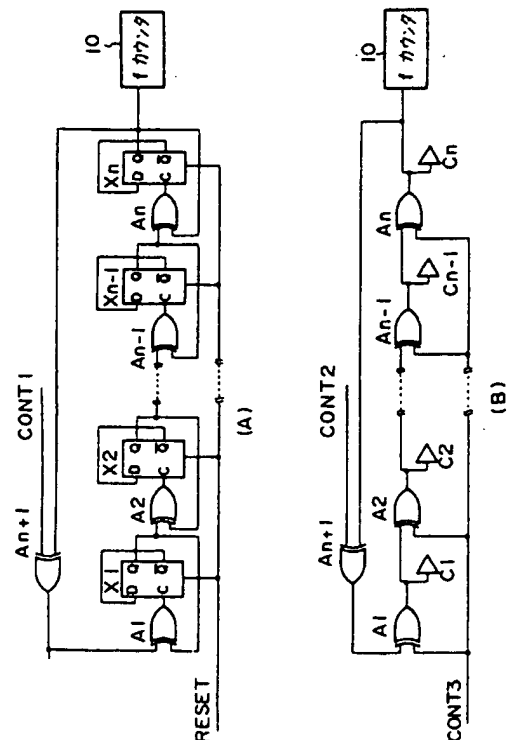 CONT1
An+1
10
f カウンタ
X1
D
Q
C
Q̅
A1
X2
D
Q
C
Q̅
A2
Xn-1
D
Q
C
Q̅
An-1
Xn
D
Q
C
Q̅
An
RESET
(A)
CONT2
An+1
10
f カウンタ
A1
C1
A2
C2
An-1
Cn-1
An
Cn
CONT3
(B)